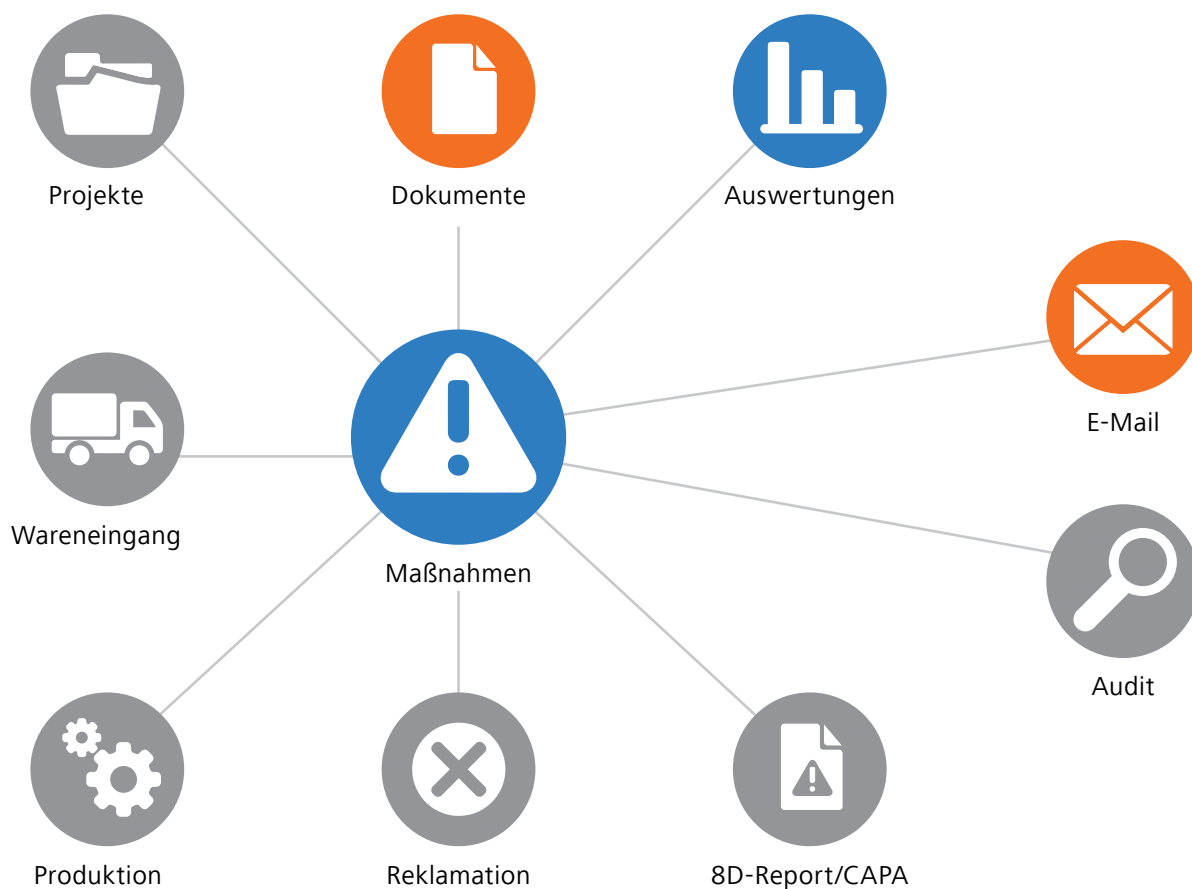 Projekte
Dokumente
Auswertungen
E-Mail
Wareneingang
Maßnahmen
Audit
Produktion
Reklamation
8D-Report/CAPA